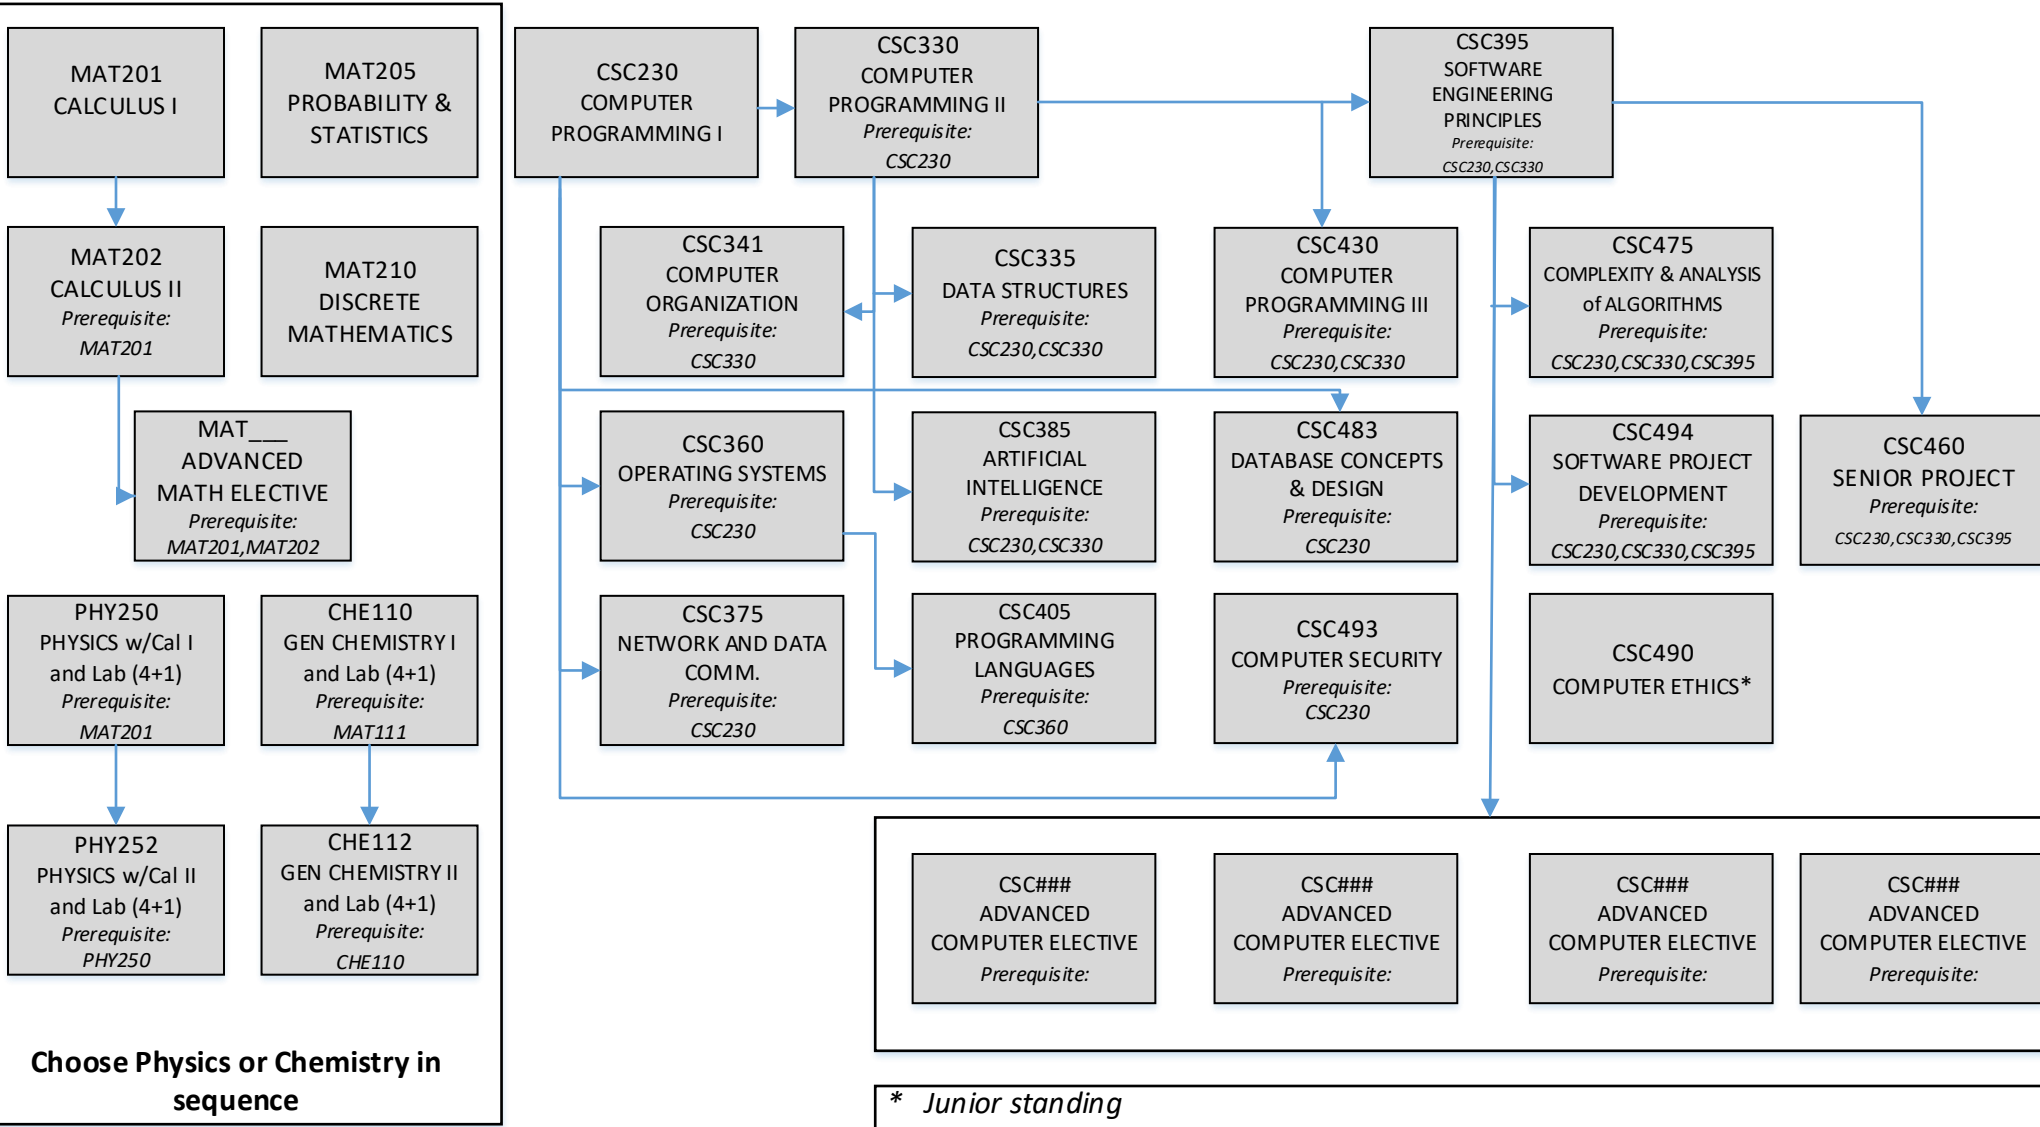 MAT201
CALCULUS I
MAT205
PROBABILITY &
STATISTICS
MAT202
CALCULUS II
Prerequisite:
MAT201
MAT210
DISCRETE
MATHEMATICS
MAT___
ADVANCED
MATH ELECTIVE
Prerequisite:
MAT201,MAT202
PHY250
PHYSICS w/Cal I
and Lab (4+1)
Prerequisite:
MAT201
CHE110
GEN CHEMISTRY I
and Lab (4+1)
Prerequisite:
MAT111
PHY252
PHYSICS w/Cal II
and Lab (4+1)
Prerequisite:
PHY250
CHE112
GEN CHEMISTRY II
and Lab (4+1)
Prerequisite:
CHE110
Choose Physics or Chemistry in
sequence
CSC230
COMPUTER
PROGRAMMING I
CSC330
COMPUTER
PROGRAMMING II
Prerequisite:
CSC230
CSC395
SOFTWARE
ENGINEERING
PRINCIPLES
Prerequisite:
CSC230,CSC330
CSC341
COMPUTER
ORGANIZATION
Prerequisite:
CSC330
CSC335
DATA STRUCTURES
Prerequisite:
CSC230,CSC330
CSC430
COMPUTER
PROGRAMMING III
Prerequisite:
CSC230,CSC330
CSC475
COMPLEXITY & ANALYSIS
of ALGORITHMS
Prerequisite:
CSC230,CSC330,CSC395
CSC360
OPERATING SYSTEMS
Prerequisite:
CSC230
CSC385
ARTIFICIAL
INTELLIGENCE
Prerequisite:
CSC230,CSC330
CSC483
DATABASE CONCEPTS
& DESIGN
Prerequisite:
CSC230
CSC494
SOFTWARE PROJECT
DEVELOPMENT
Prerequisite:
CSC230,CSC330,CSC395
CSC460
SENIOR PROJECT
Prerequisite:
CSC230,CSC330,CSC395
CSC375
NETWORK AND DATA
COMM.
Prerequisite:
CSC230
CSC405
PROGRAMMING
LANGUAGES
Prerequisite:
CSC360
CSC493
COMPUTER SECURITY
Prerequisite:
CSC230
CSC490
COMPUTER ETHICS*
CSC###
ADVANCED
COMPUTER ELECTIVE
Prerequisite:
CSC###
ADVANCED
COMPUTER ELECTIVE
Prerequisite:
CSC###
ADVANCED
COMPUTER ELECTIVE
Prerequisite:
CSC###
ADVANCED
COMPUTER ELECTIVE
Prerequisite:
* Junior standing